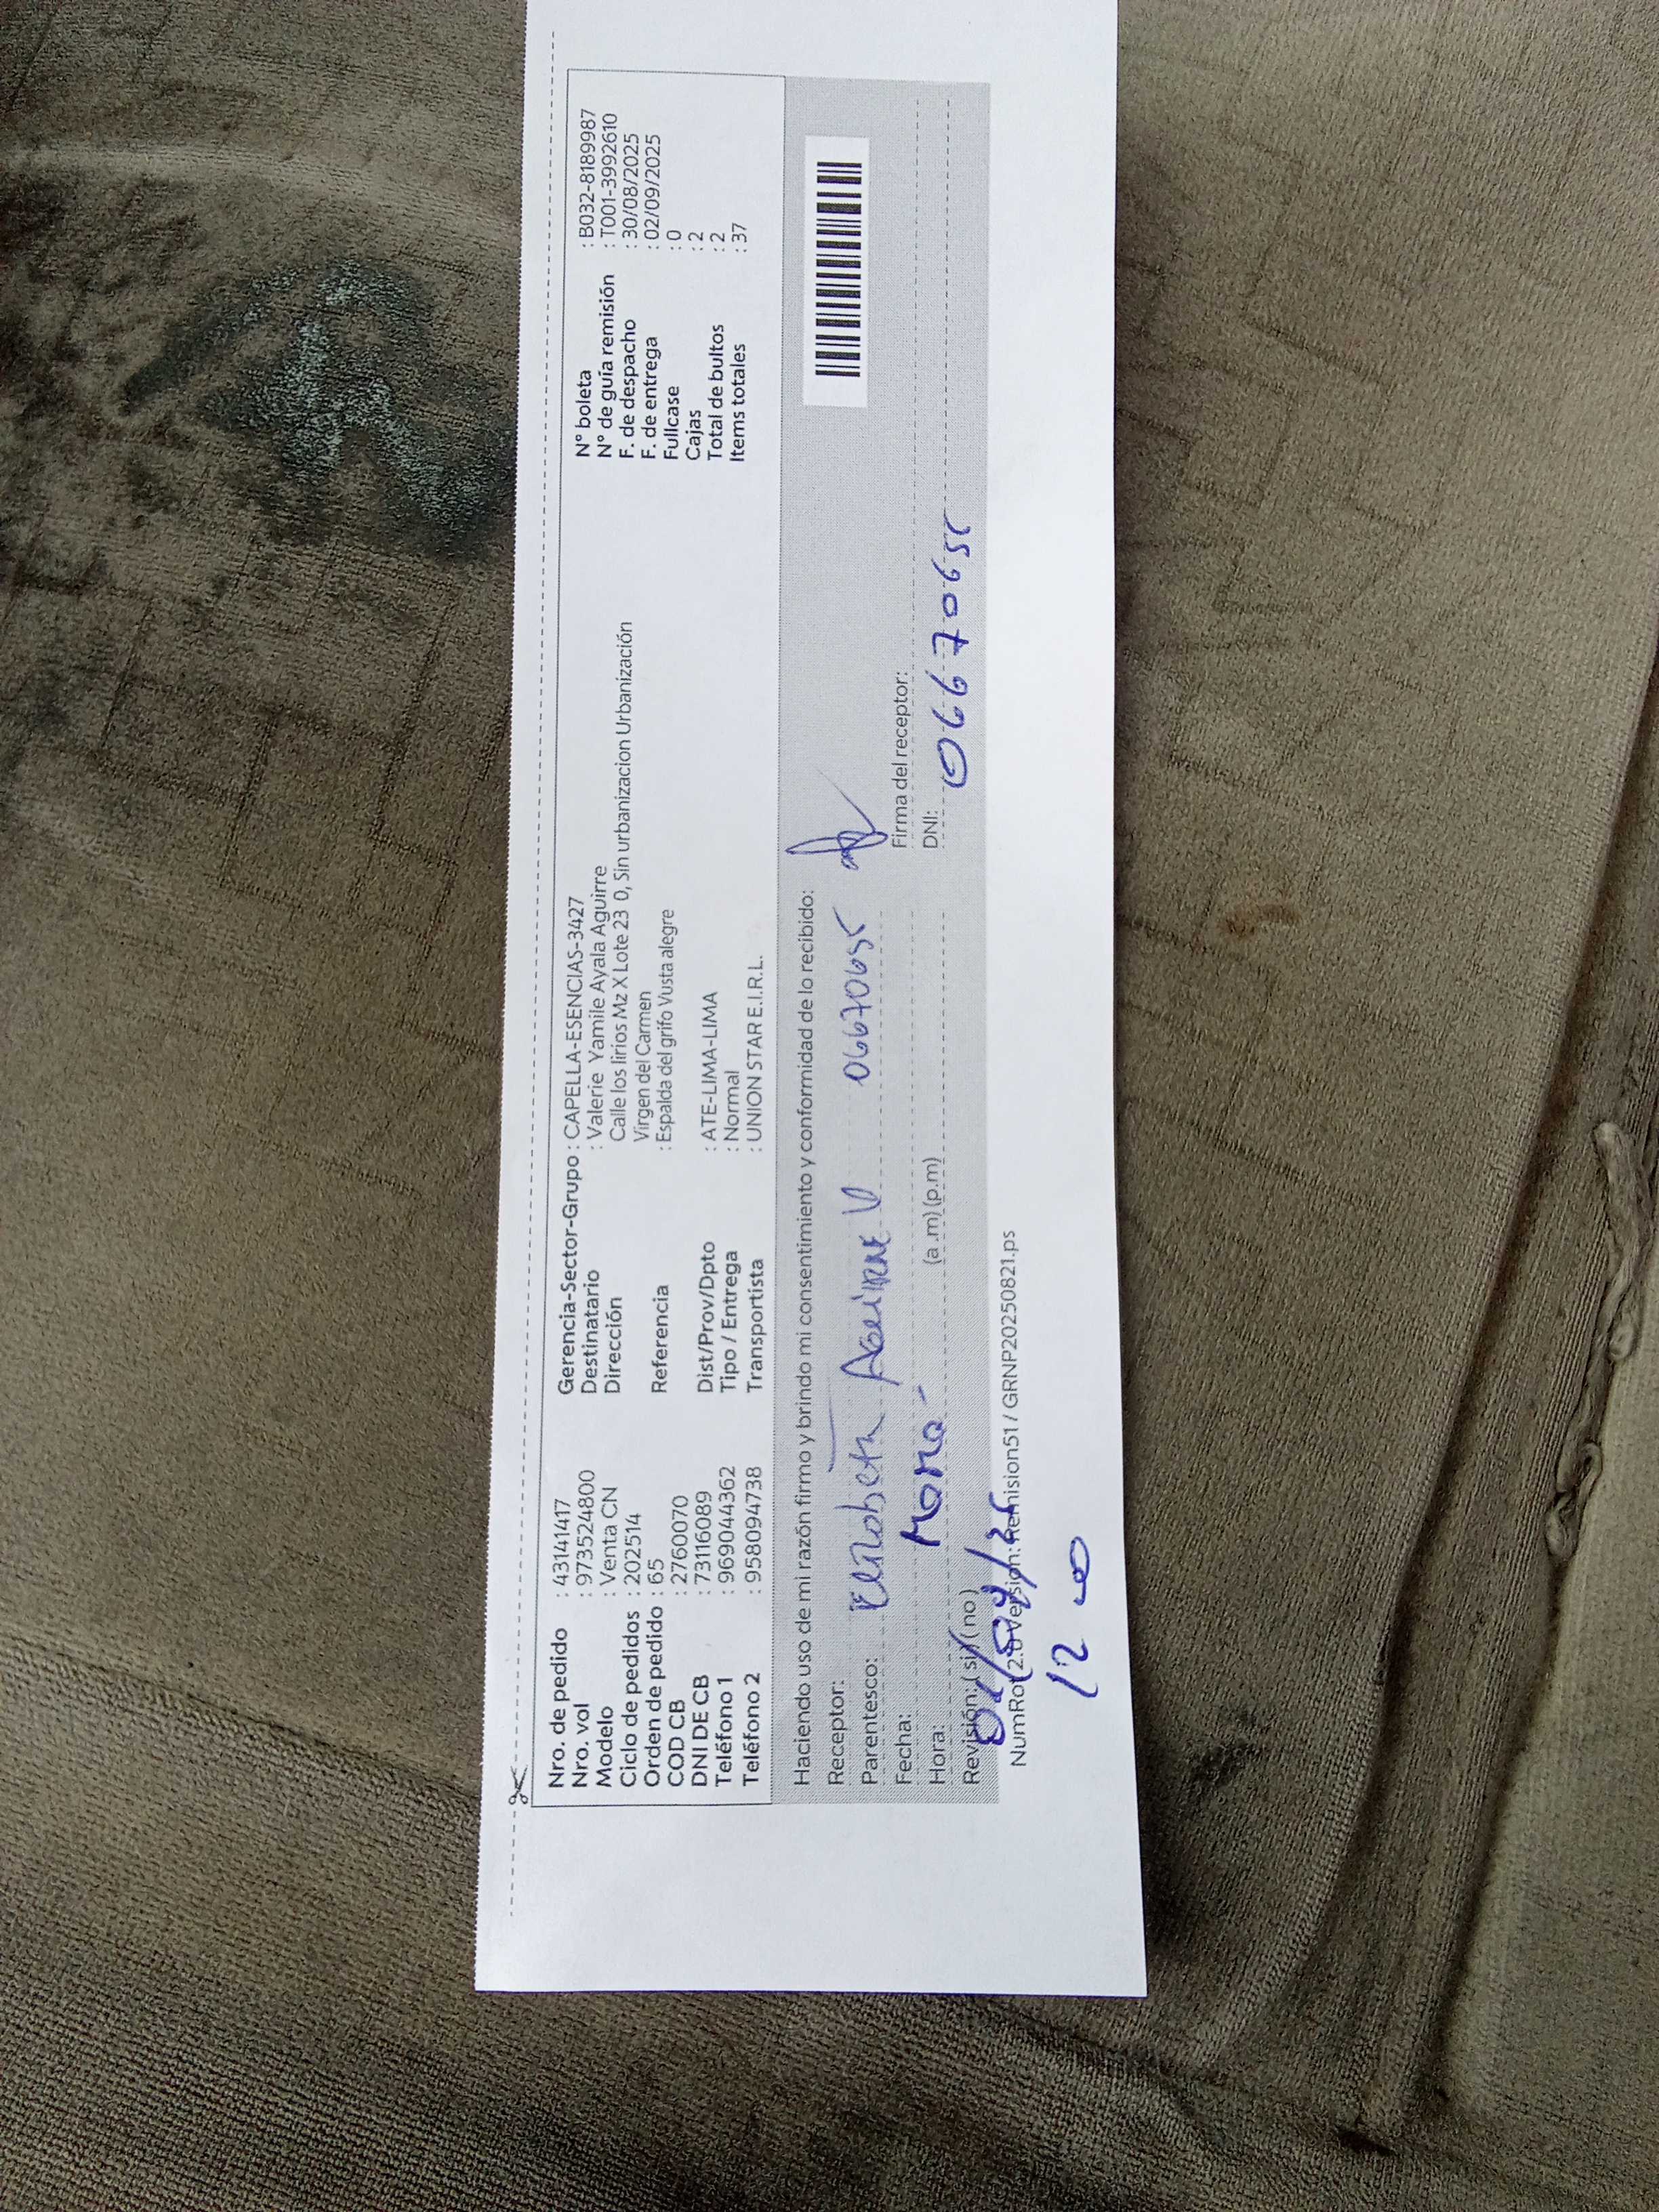 Nro. de pedido : 43141417
Nro. vol : 973524800
Modelo : Venta CN
Ciclo de pedidos : 202514
Orden de pedido : 65
COD CB : 2760070
DNI DE CB : 73116089
Teléfono 1 : 969044362
Teléfono 2 : 958094738
Gerencia-Sector-Grupo : CAPELLA-ESENCIAS-3427
Destinatario : Valerie Yamile Ayala Aguirre
Dirección Calle los lirios Mz X Lote 23 0, Sin urbanizacion Urbanización
Virgen del Carmen
Referencia : Espalda del grifo Vusta alegre
Dist/Prov/Dpto : ATE-LIMA-LIMA
Tipo / Entrega : Normal
Transportista : UNION STAR E.I.R.L.
N° boleta : B032-8189987
N° de guía remisión : T001-3992610
F. de despacho : 30/08/2025
F. de entrega : 02/09/2025
Fullcase : 0
Cajas : 2
Total de bultos : 2
Items totales : 37
Haciendo uso de mi razón firmo y brindo mi consentimiento y conformidad de lo recibido:
Receptor:
Parentesco: Aguirre V 06670655
Fecha:
Hora: (a.m) (p.m)
Revisión: ( si ) ( no )
Firma del receptor:
DNI: 06670655
NumRot 2.0 Version: Remision51 / GRNP20250821.ps
12 00